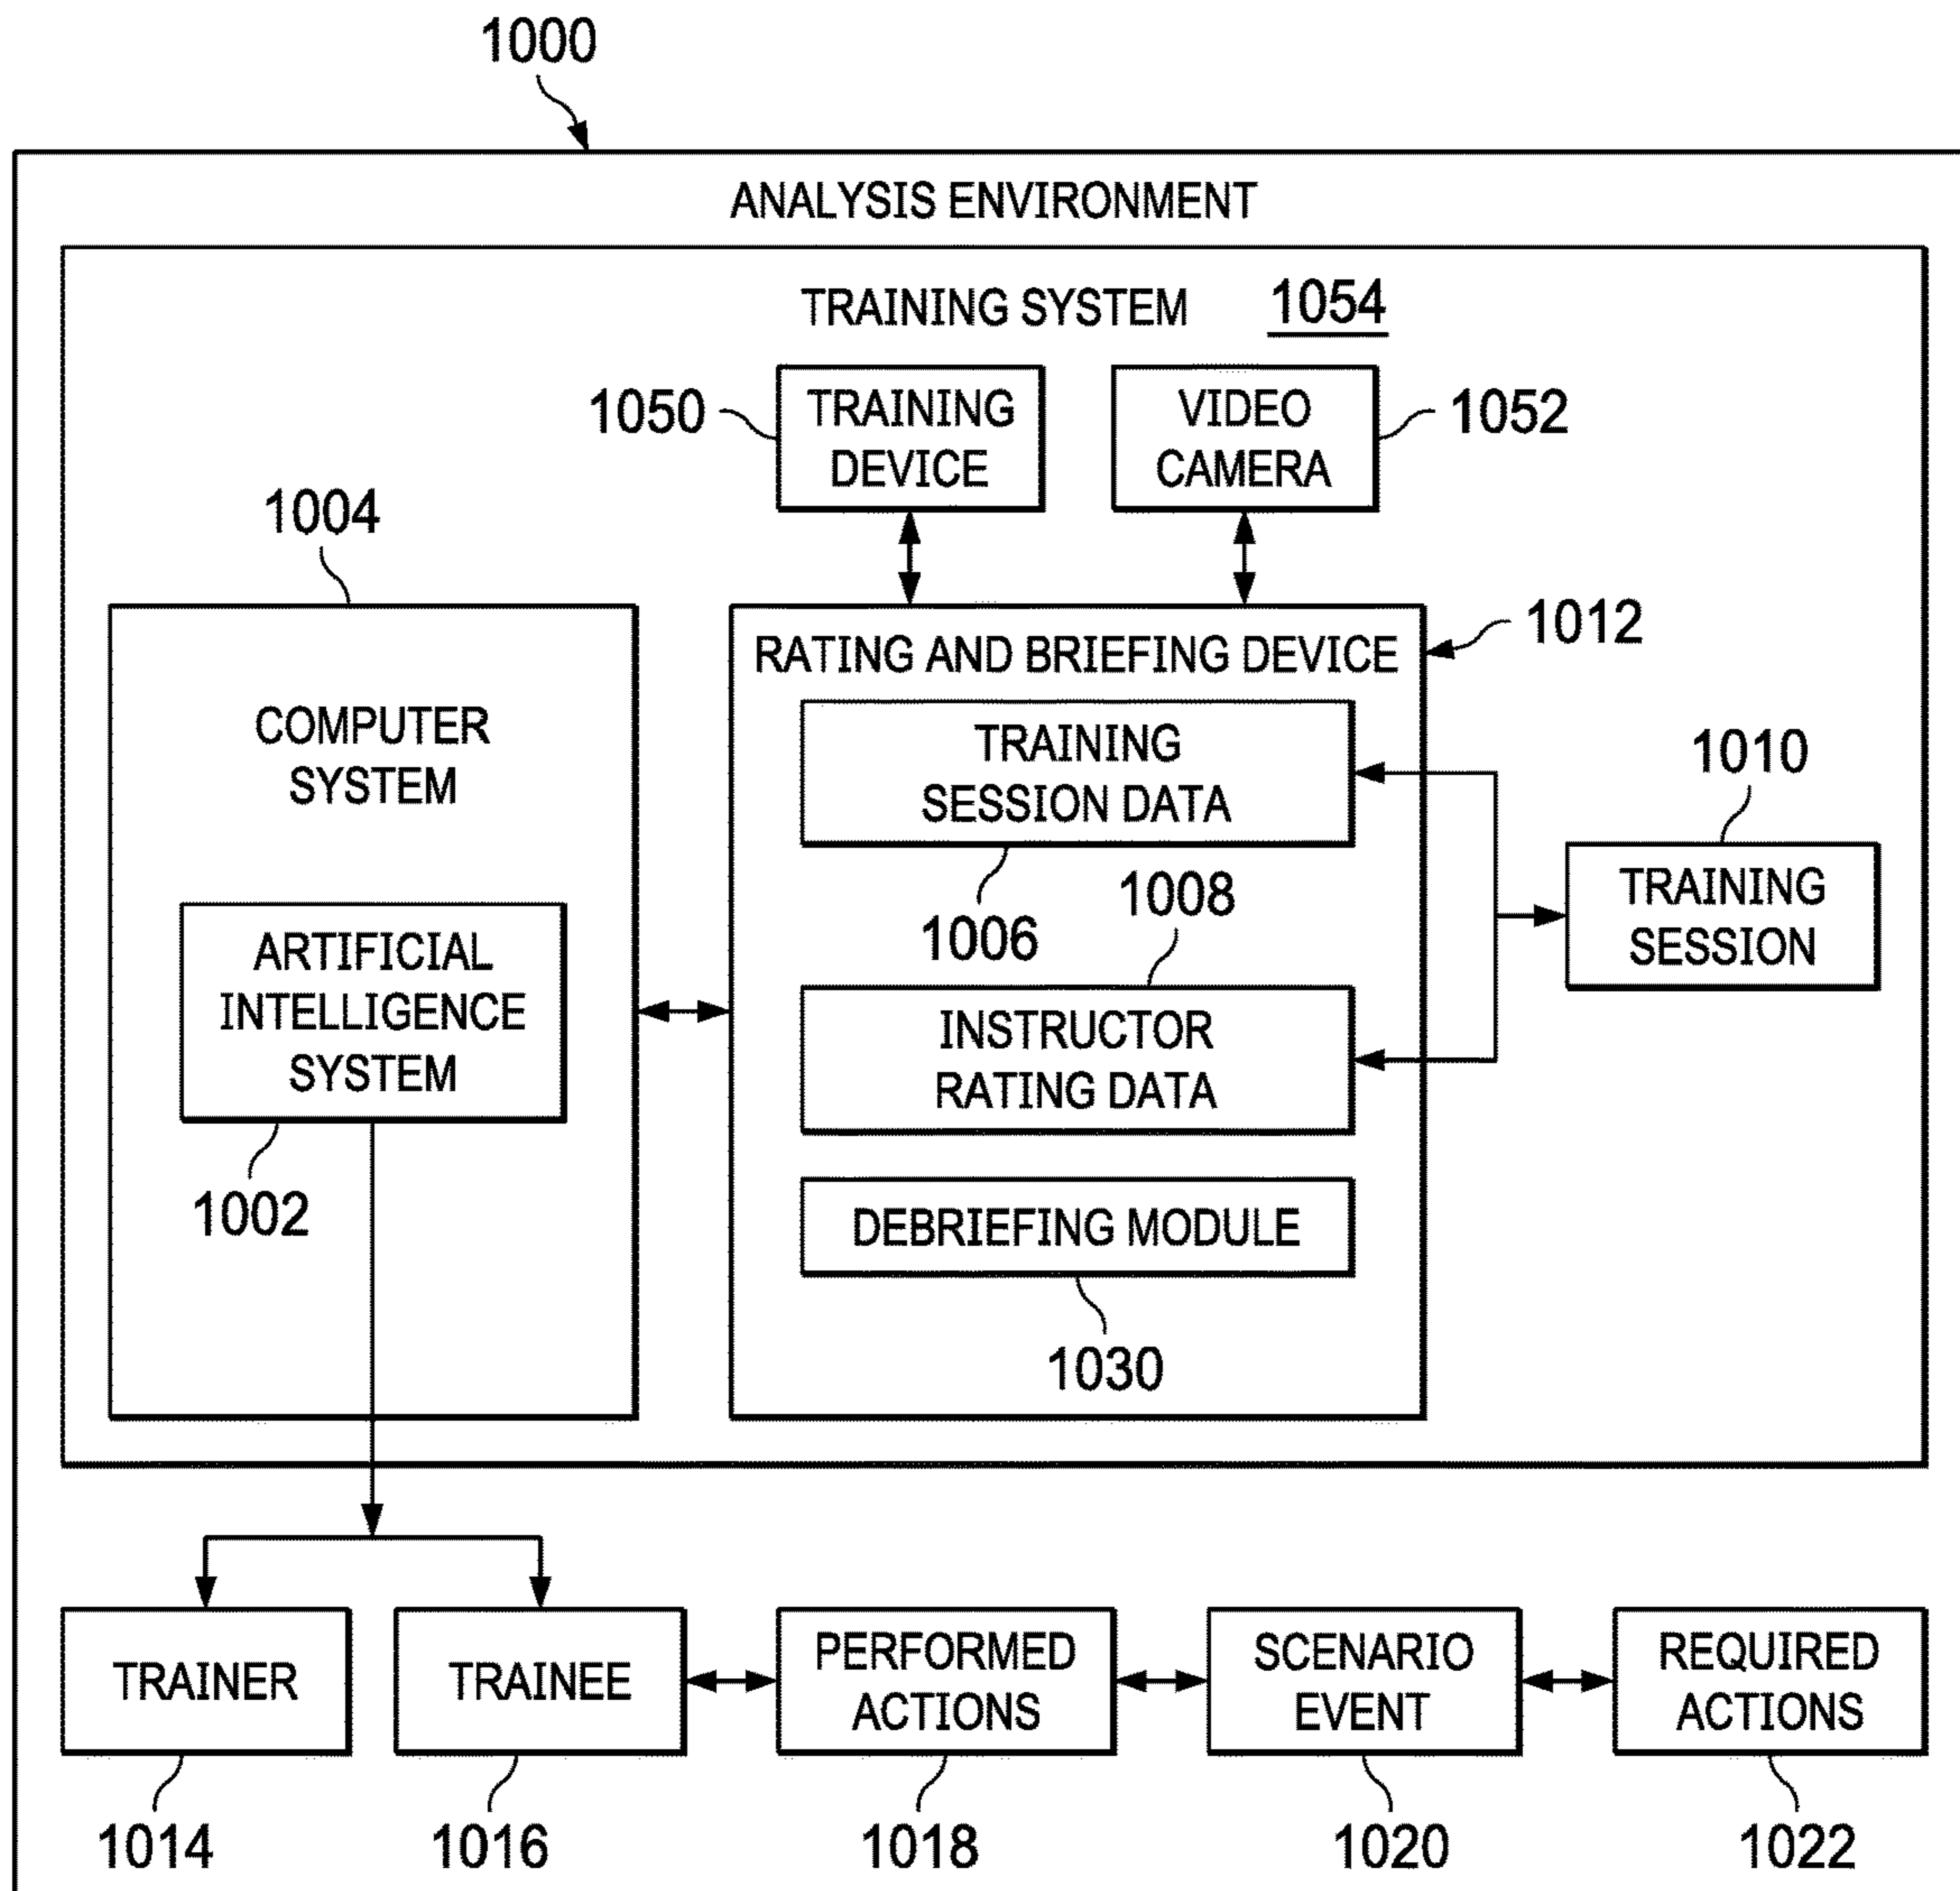 1000
ANALYSIS ENVIRONMENT
TRAINING SYSTEM 1054
1050
TRAINING
DEVICE
VIDEO
CAMERA
1052
1004
COMPUTER
SYSTEM
ARTIFICIAL
INTELLIGENCE
SYSTEM
1002
RATING AND BRIEFING DEVICE
1012
TRAINING
SESSION DATA
1006
1008
INSTRUCTOR
RATING DATA
DEBRIEFING MODULE
1030
1010
TRAINING
SESSION
TRAINER
TRAINEE
PERFORMED
ACTIONS
SCENARIO
EVENT
REQUIRED
ACTIONS
1014
1016
1018
1020
1022